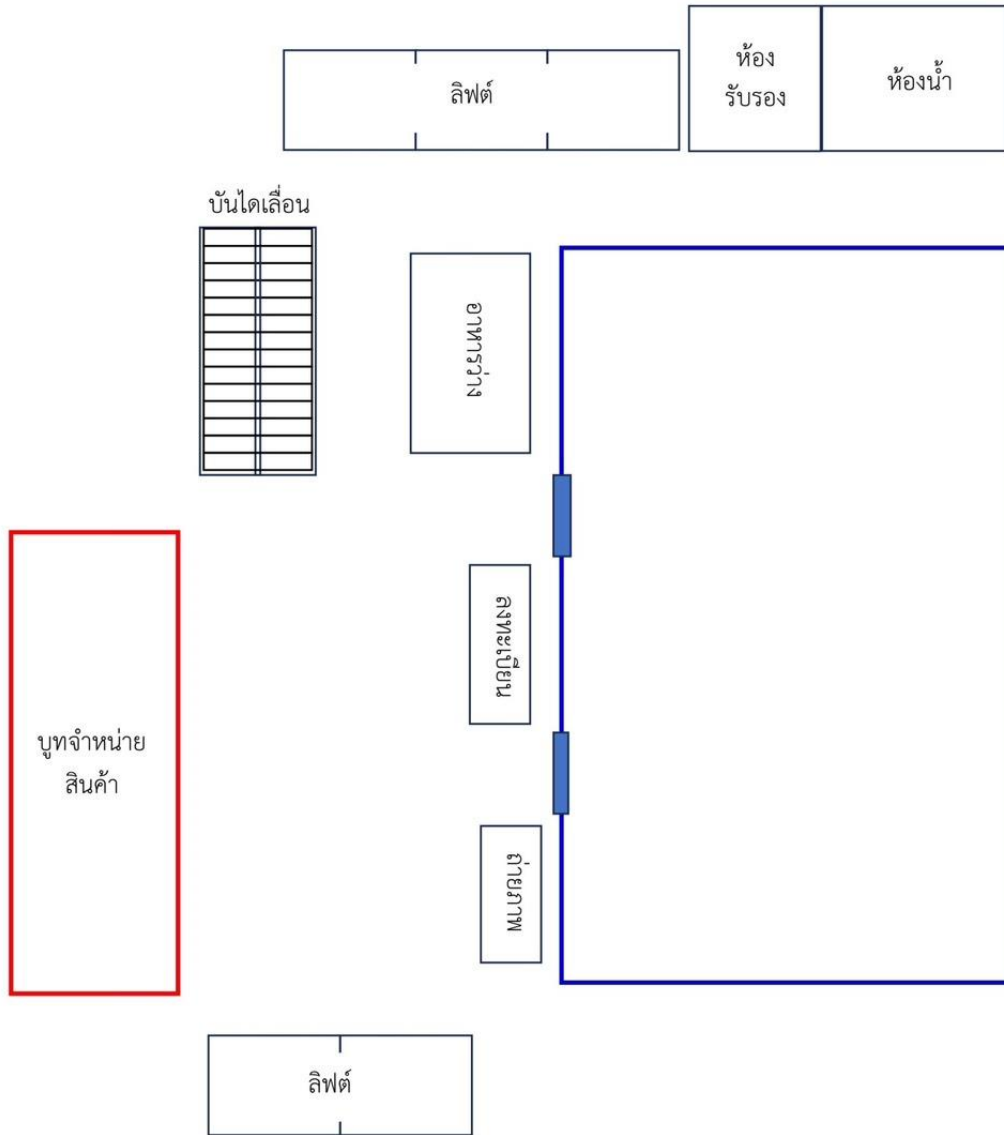 ลิฟต์
ห้อง
รับรอง
ห้องน้ำ
บันไดเลื่อน
อาหารว่าง
ลงทะเบียน
บูทจำหน่าย
สินค้า
ถ่ายภาพ
ลิฟต์